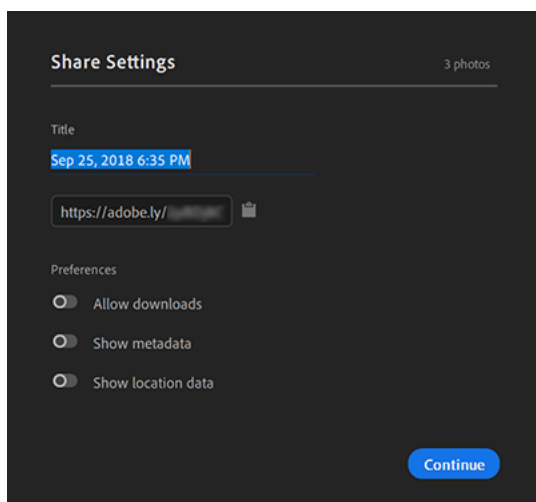 Share Settings
3 photos
Title
Sep 25, 2018 6:35 PM
https://adobe.ly/
Preferences
Allow downloads
Show metadata
Show location data
Continue